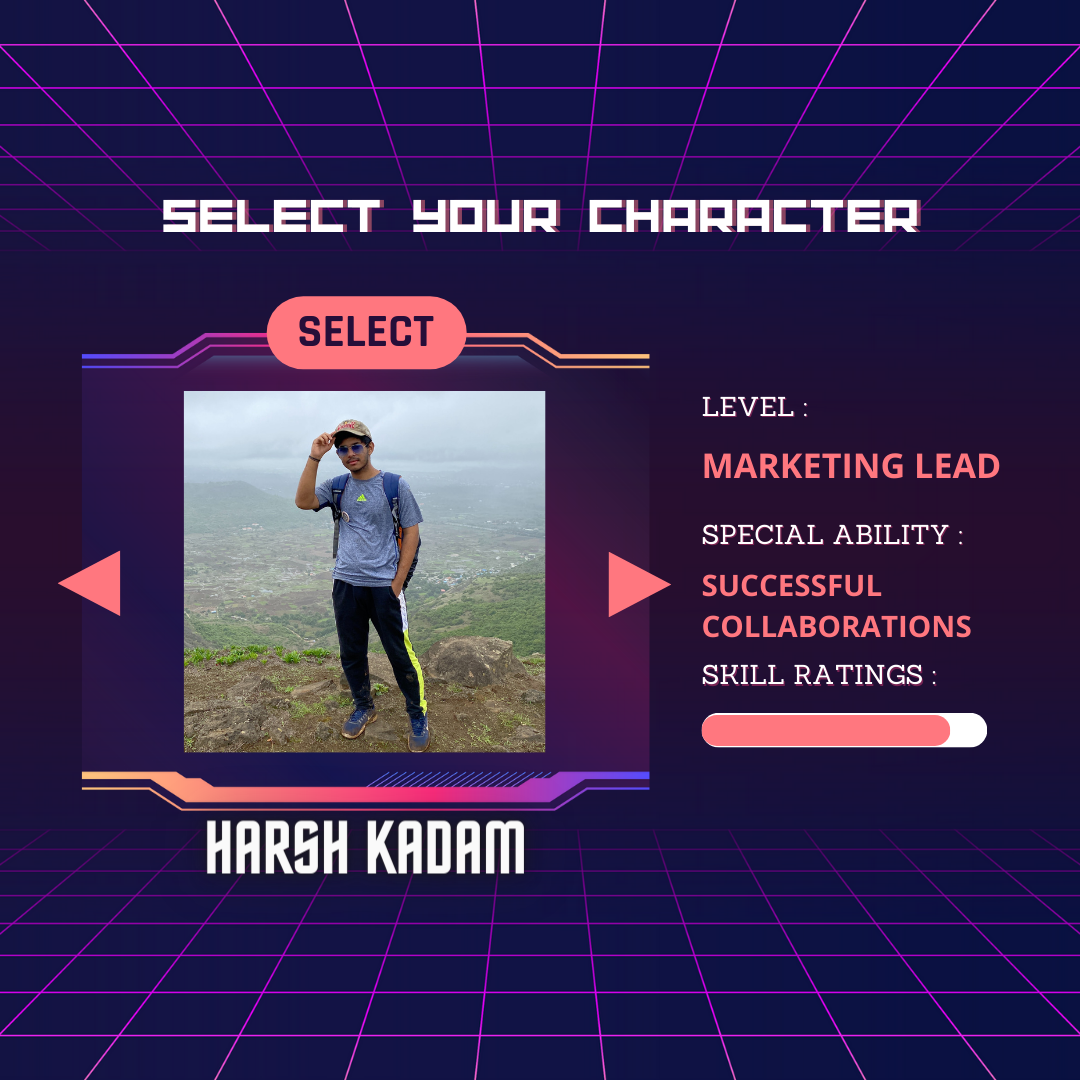 SELECT YOUR CHARACTER
SELECT
LEVEL :
MARKETING LEAD
SPECIAL ABILITY :
SUCCESSFUL
COLLABORATIONS
SKILL RATINGS :
HARSH KADAM